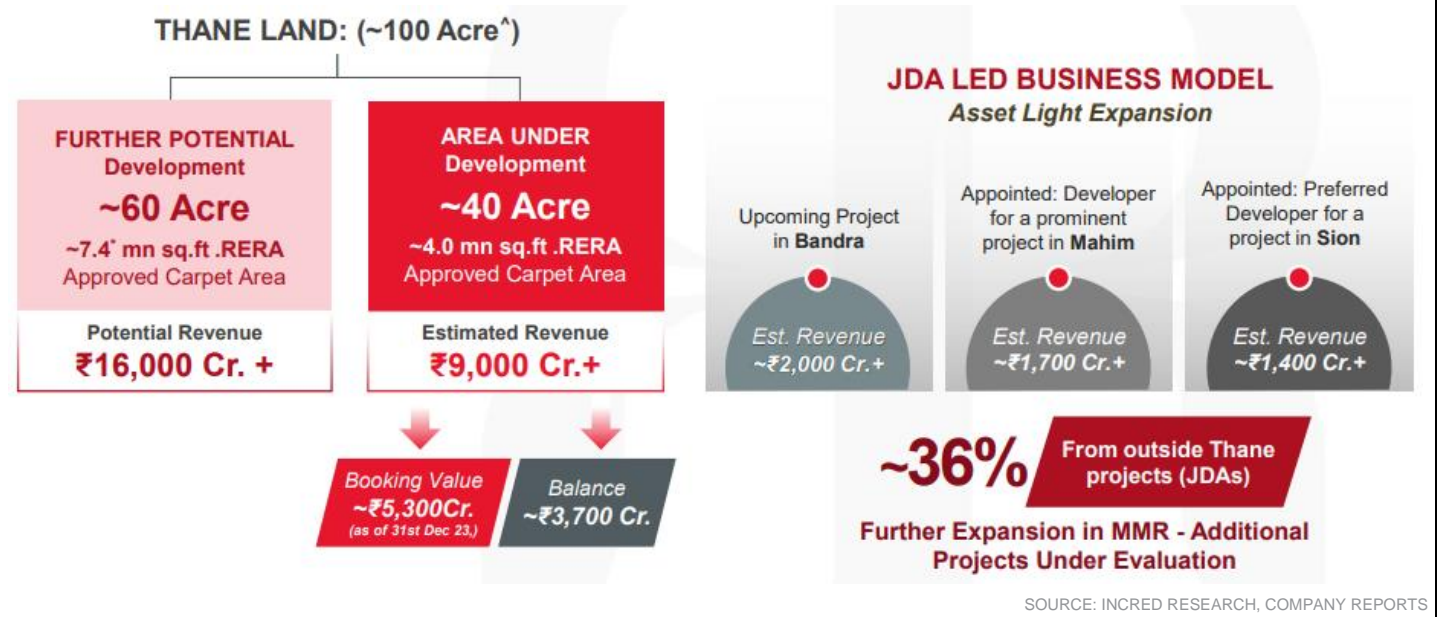 THANE LAND: (~100 Acre^)
FURTHER POTENTIAL
Development
~60 Acre
~7.4* mn sq.ft .RERA
Approved Carpet Area
Potential Revenue
₹16,000 Cr. +
AREA UNDER
Development
~40 Acre
~4.0 mn sq.ft .RERA
Approved Carpet Area
Estimated Revenue
₹9,000 Cr.+
Booking Value
~₹5,300Cr.
(as of 31st Dec 23,)
Balance
~₹3,700 Cr.
JDA LED BUSINESS MODEL
Asset Light Expansion
Upcoming Project
in Bandra
Est. Revenue
~₹2,000 Cr.+
Appointed: Developer
for a prominent
project in Mahim
Est. Revenue
~₹1,700 Cr.+
Appointed: Preferred
Developer for a
project in Sion
Est. Revenue
~₹1,400 Cr.+
~36%
From outside Thane
projects (JDAs)
Further Expansion in MMR - Additional
Projects Under Evaluation
SOURCE: INCRED RESEARCH, COMPANY REPORTS